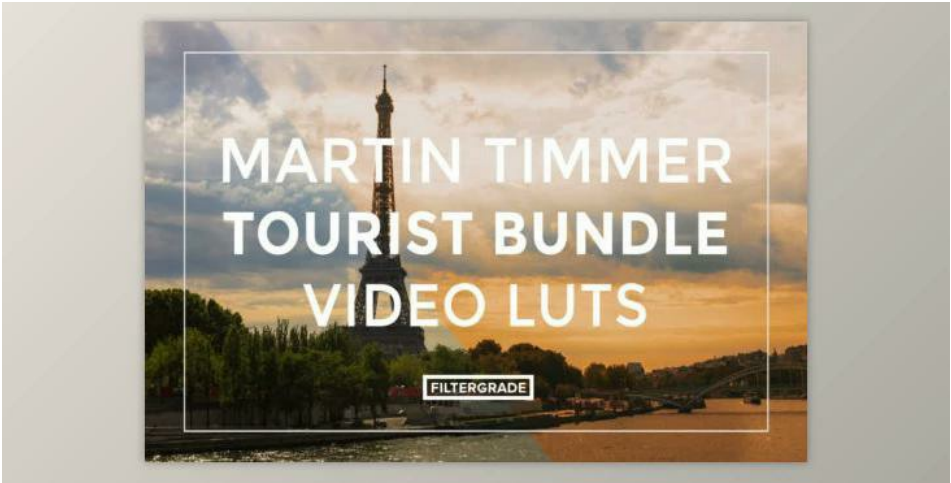 MARTIN TIMMER
TOURIST BUNDLE
VIDEO LUTS
FILTERGRADE